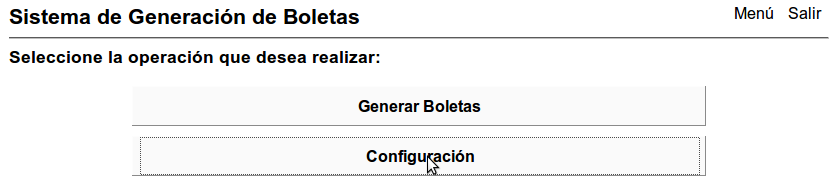 Sistema de Generación de Boletas
Menú Salir
Seleccione la operación que desea realizar:
Generar Boletas
Configuración